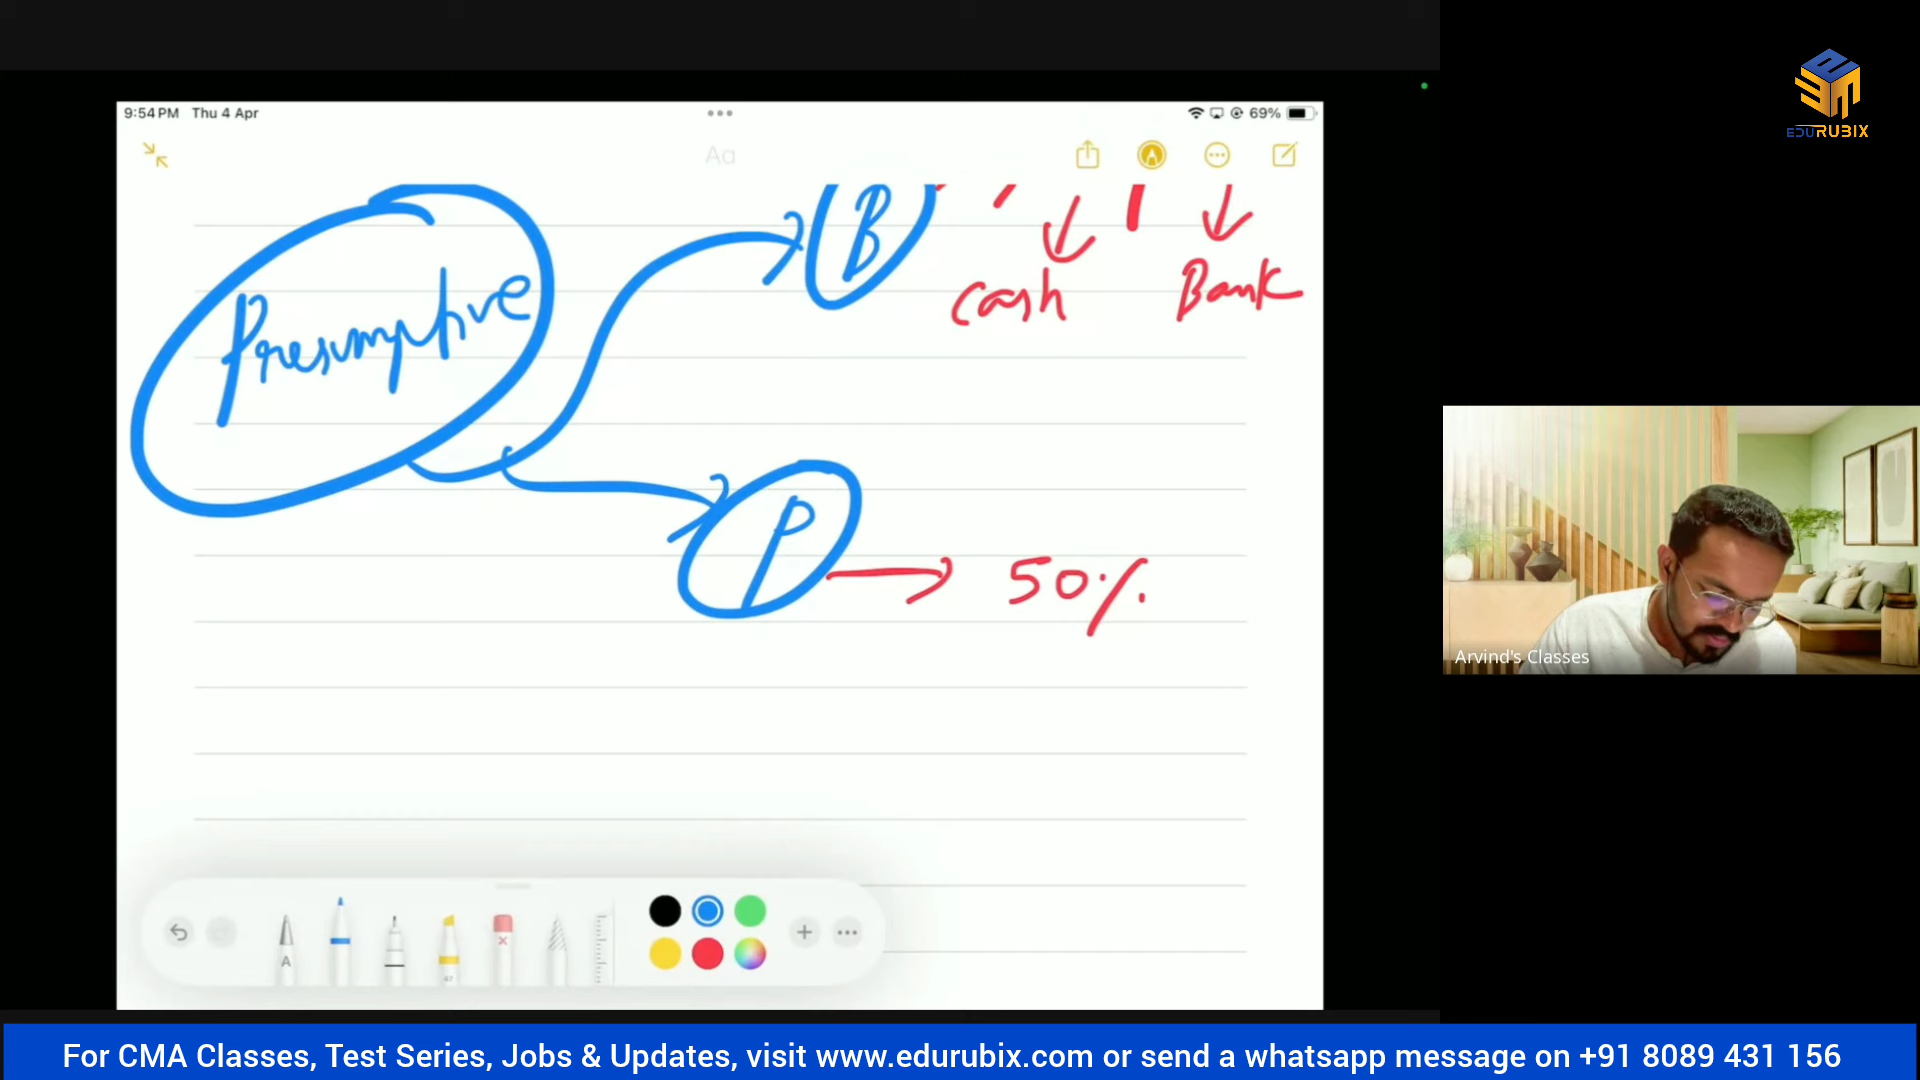 9:54 PM Thu 4 Apr
69%
Aa
EDURUBIX
B
Cash
Bank
Presumptive
P
50%
A
Arvind's Classes
For CMA Classes, Test Series, Jobs & Updates, visit www.edurubix.com or send a whatsapp message on +91 8089 431 156